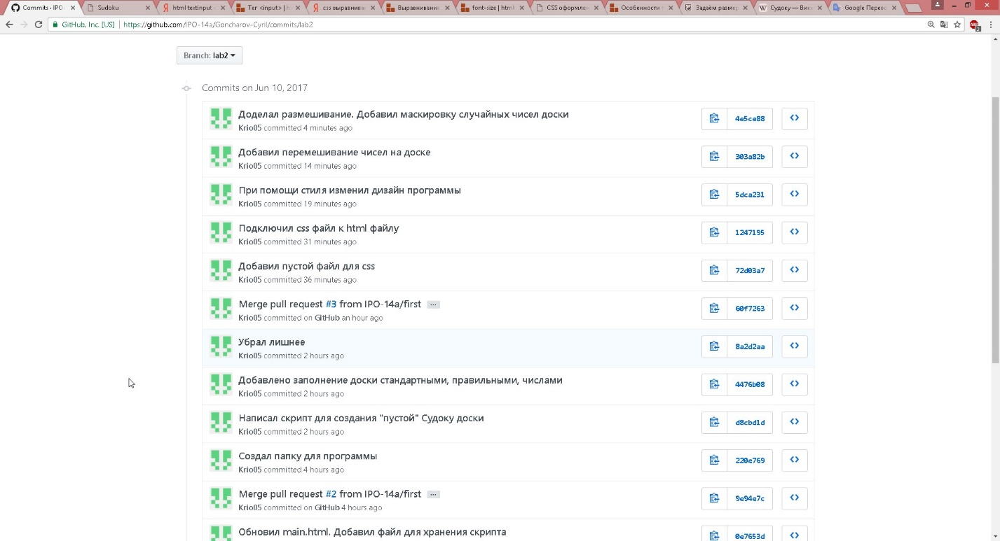 Commits · IPO-
Sudoku
html textinput -
Тег <input> | h
css выравнива
Выравнивание
font-size | html
CSS оформлен
Особенности
Задаём размер
Судоку — Вик
Google Перев
GitHub, Inc. [US] | https://github.com/IPO-14a/Goncharov-Cyril/commits/lab2
Branch: lab2
Commits on Jun 10, 2017
Доделал размешивание. Добавил маскировку случайных чисел доски
4e5ce88
Krio05 committed 4 minutes ago
Добавил перемешивание чисел на доске
303a82b
Krio05 committed 14 minutes ago
При помощи стиля изменил дизайн программы
5dca231
Krio05 committed 19 minutes ago
Подключил css файл к html файлу
1247195
Krio05 committed 31 minutes ago
Добавил пустой файл для css
72d03a7
Krio05 committed 36 minutes ago
Merge pull request #3 from IPO-14a/first ...
60f7263
Krio05 committed on GitHub an hour ago
Убрал лишнее
8a2d2aa
Krio05 committed 2 hours ago
Добавлено заполнение доски стандартными, правильными, числами
4476b08
Krio05 committed 2 hours ago
Написал скрипт для создания "пустой" Судоку доски
d8cbd1d
Krio05 committed 2 hours ago
Создал папку для программы
220e769
Krio05 committed 4 hours ago
Merge pull request #2 from IPO-14a/first ...
9e94e7c
Krio05 committed on GitHub 4 hours ago
Обновил main.html. Добавил файл для хранения скрипта
0e7653d